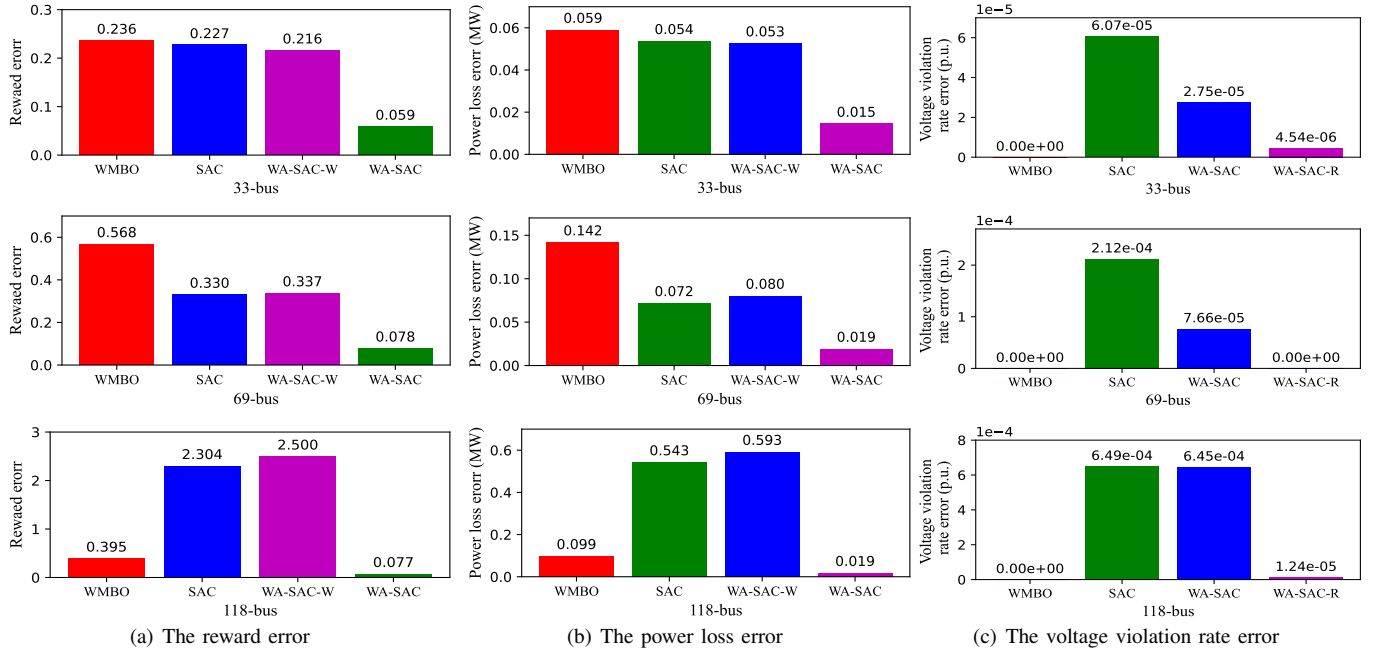 0.3
0.2
0.1
0.0
Rewaed erorr
0.236
0.227
0.216
0.059
WMBO
SAC
WA-SAC-W
WA-SAC
33-bus
0.6
0.4
0.2
0.0
Rewaed erorr
0.568
0.330
0.337
0.078
WMBO
SAC
WA-SAC-W
WA-SAC
69-bus
3
2
1
0
Rewaed erorr
0.395
2.304
2.500
0.077
WMBO
SAC
WA-SAC-W
WA-SAC
118-bus
(a) The reward error
0.06
0.04
0.02
0.00
Power loss erorr (MW)
0.059
0.054
0.053
0.015
WMBO
SAC
WA-SAC-W
WA-SAC
33-bus
0.15
0.10
0.05
0.00
Power loss erorr (MW)
0.142
0.072
0.080
0.019
WMBO
SAC
WA-SAC-W
WA-SAC
69-bus
0.6
0.4
0.2
0.0
Power loss erorr (MW)
0.099
0.543
0.593
0.019
WMBO
SAC
WA-SAC-W
WA-SAC
118-bus
(b) The power loss error
1e-5
6
4
2
0
Voltage violation
rate error (p.u.)
0.00e+00
6.07e-05
2.75e-05
4.54e-06
WMBO
SAC
WA-SAC
WA-SAC-R
33-bus
1e-4
2
1
0
Voltage violation
rate error (p.u.)
0.00e+00
2.12e-04
7.66e-05
0.00e+00
WMBO
SAC
WA-SAC
WA-SAC-R
69-bus
1e-4
8
6
4
2
0
Voltage violation
rate error (p.u.)
0.00e+00
6.49e-04
6.45e-04
1.24e-05
WMBO
SAC
WA-SAC
WA-SAC-R
118-bus
(c) The voltage violation rate error